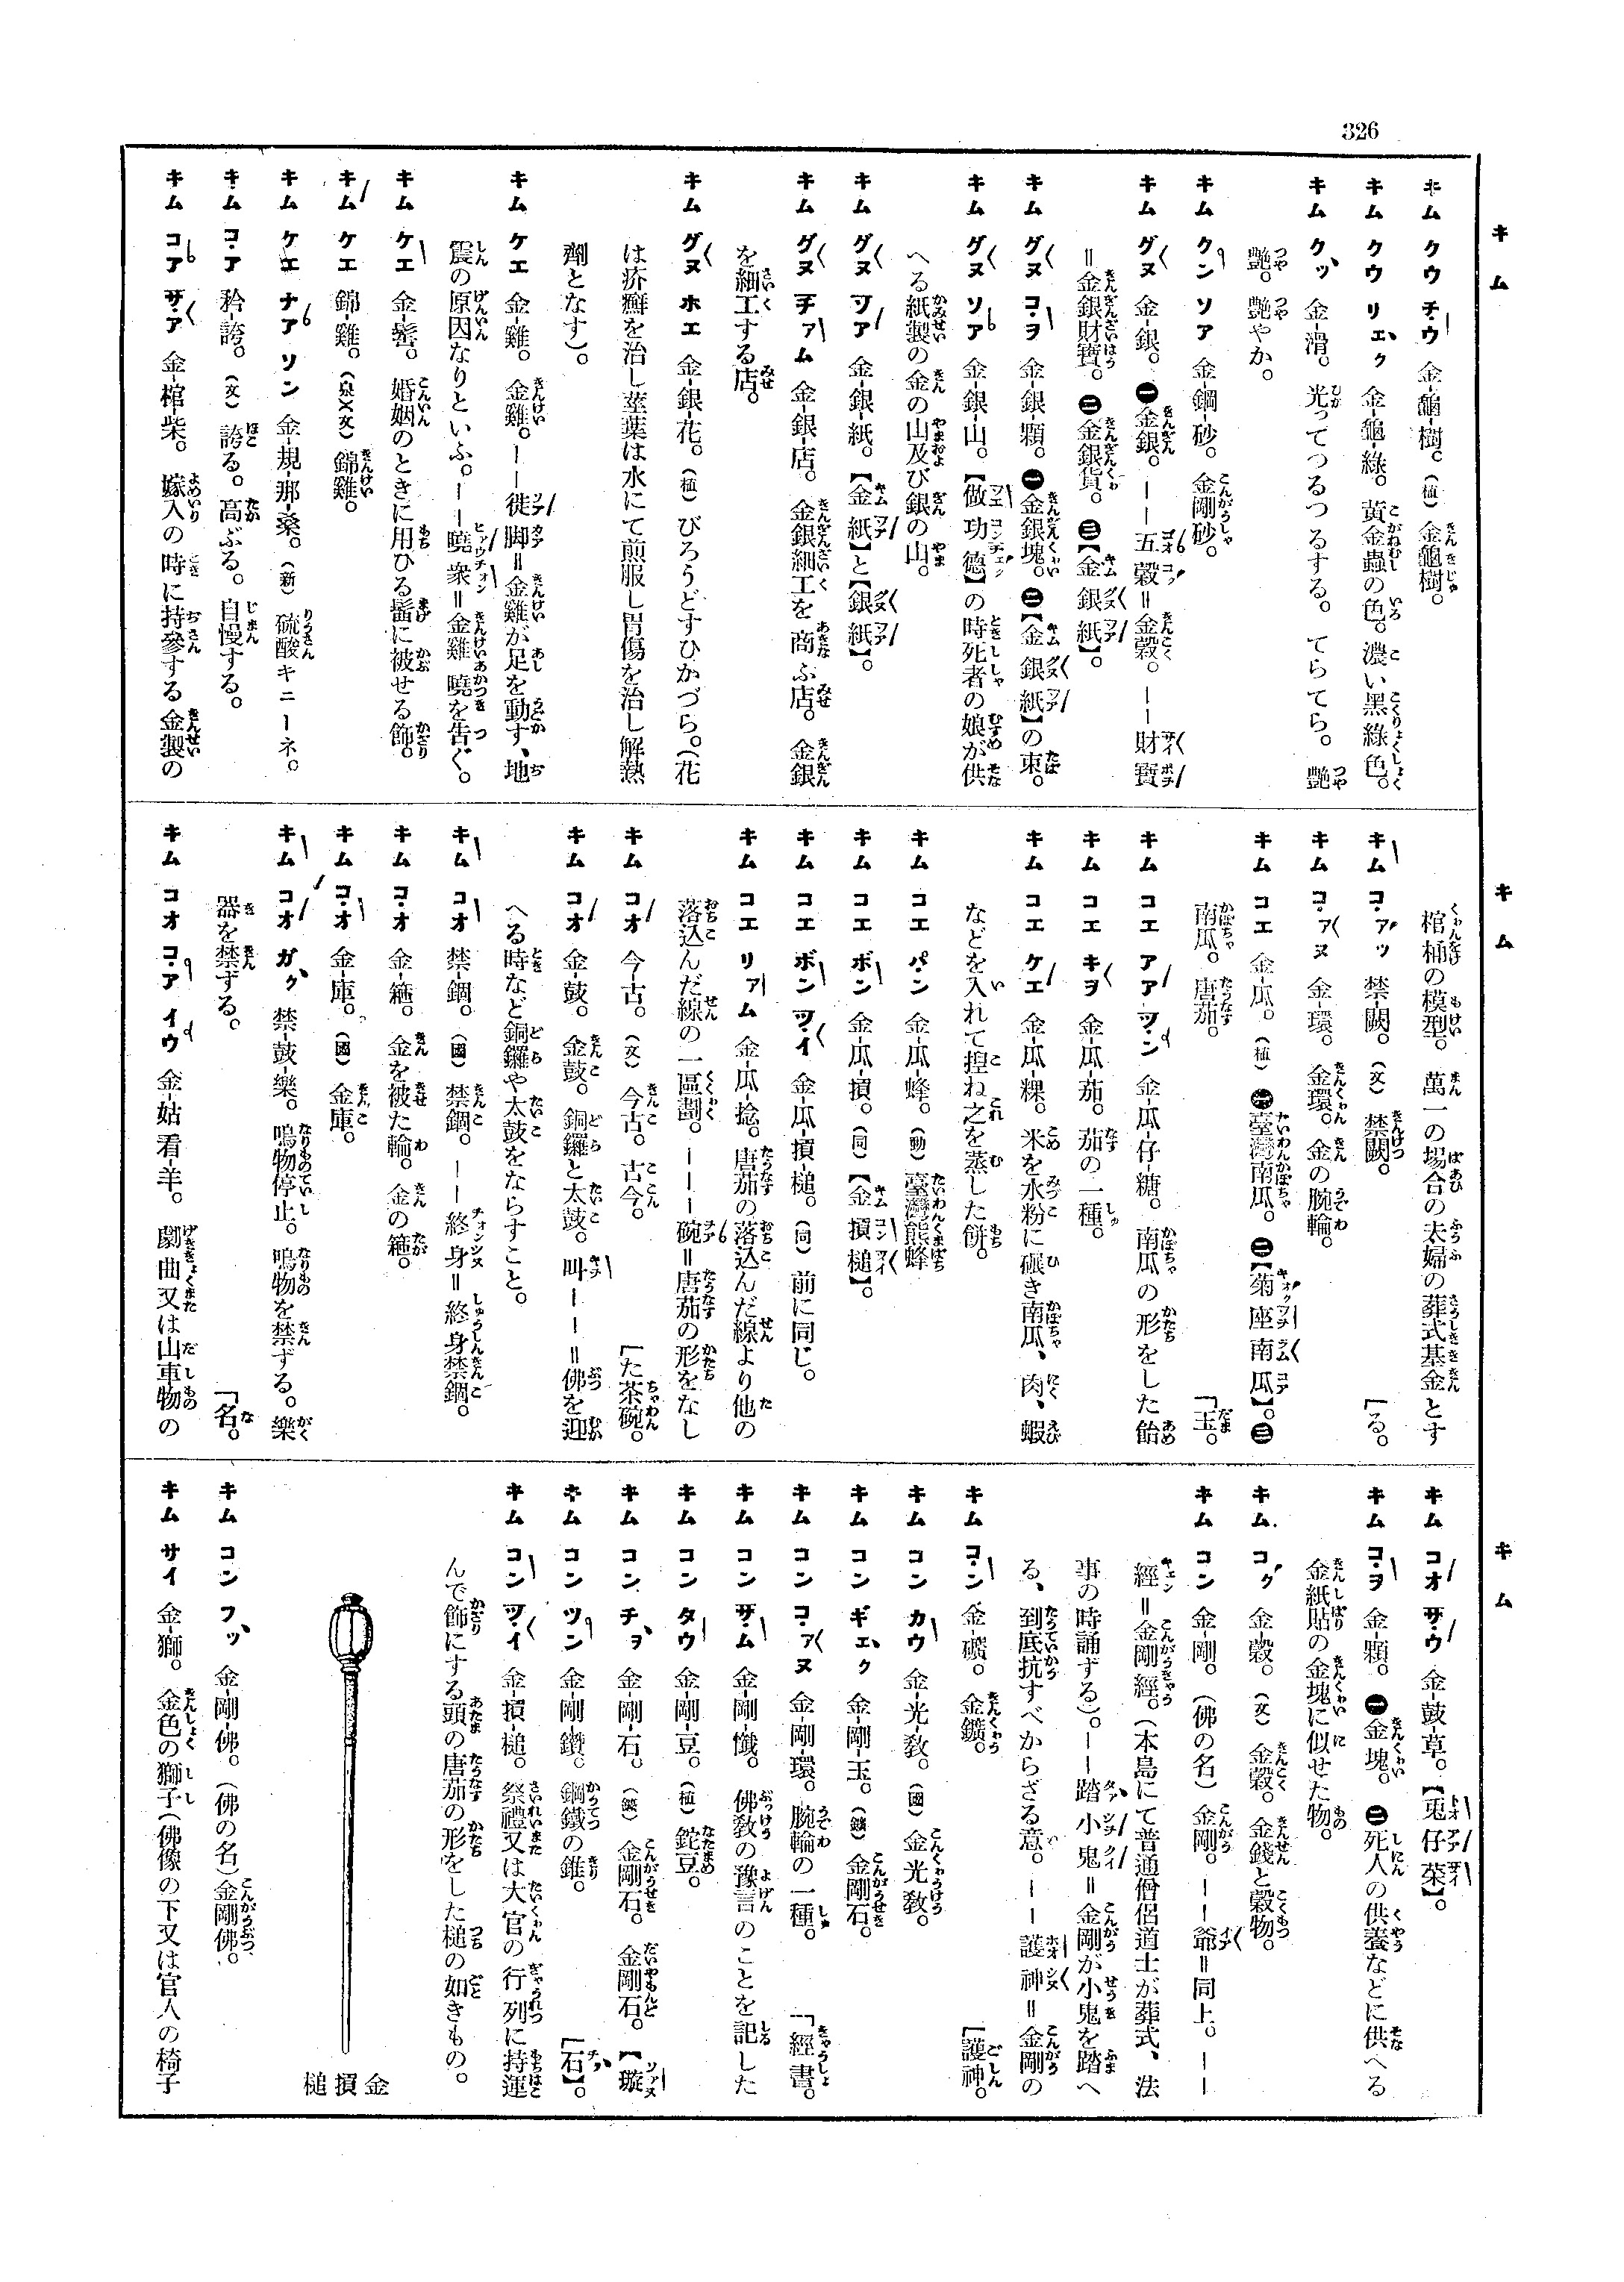 326
キム
キム クウ チ・ウ 金-龜-樹。(植)金龜樹。
キム クウ リエ・ク 金-龜-綠。黃金蟲の色。濃い黑綠色。
キム クッ 金-滑。光ってつるつるする。てらてら。艶
艶。艶やか。
キム クン ソア 金-鋼-砂。金剛砂。
キム グヌ 金-銀。❶金銀。——五穀=金穀。——財寶
=金銀財寶。❷金銀貨。❸【金銀紙】。
キム グヌ コ・ヲ 金-銀-顆。❶金銀塊。❷【金銀紙】の束。
キム グヌ ソア 金-銀-山。【做功德】の時死者の娘が供
へる紙製の金の山及び銀の山。
キム グヌ ツア 金-銀-紙。【金紙】と【銀紙】。
キム グヌ チァム 金-銀-店。金銀細工を商ふ店。金銀
を細工する店。
キム グヌ ホエ 金-銀-花。(植)びろうどすひかづら。(花
は疥癬を治し莖葉は水にて煎服し胃傷を治し解熱
劑となす)。
キム ケエ 金-雞。金雞。——徙脚=金雞が足を動す、地
震の原因なりといふ。——曉衆=金雞曉を告ぐ。
キム ケエ 金-髻。婚姻のときに用ひる髷に被せる飾。
キム ケエ 錦-雞。(泉×文)錦雞。
キム ケエ ナア ソン 金-規-那-桑。(新)硫酸キニーネ。
キム コ・ア 矜-誇。(文)誇る。高ぶる。自慢する。
キム コア サ・ア 金-棺-柴。嫁入の時に持參する金製の
キム
棺桶の模型。萬一の場合の夫婦の葬式基金とす
キム コ・アッ 禁-闕。(文)禁闕。 [る。
キム コ・アヌ 金-環。金環。金の腕輪。
キム コエ 金-瓜。(植)❶臺灣南瓜。❷【菊座南瓜】。❸
南瓜。唐茄。 「玉。
キム コエ アア ツ・ン 金-瓜-仔-糖。南瓜の形をした飴
キム コエ キヲ 金-瓜-茄。茄の一種。
キム コエ ケエ 金-瓜-粿。米を水粉に碾き南瓜、肉、蝦
などを入れて捏ね之を蒸した餅。
キム コエ パ・ン 金-瓜-蜂。(動)臺灣熊蜂
キム コエ ボン 金-瓜-摃。(同)【金摃槌】。
キム コエ ボン ツ・イ 金-瓜-摃-槌。(同)前に同じ。
キム コエ リァム 金-瓜-捻。唐茄の落込んだ線より他の
落込んだ線の一區劃。———碗=唐茄の形をなし
キム コオ 今-古。(文)今古。古今。 [た茶碗。
キム コオ 金-鼓。金鼓。銅鑼と太鼓。叫———=佛を迎
へる時など銅鑼や太鼓をならすこと。
キム コオ 禁-錮。(國)禁錮。——終身=終身禁錮。
キム コ・オ 金-箍。金を被た輪。金の箍。
キム コ・オ 金-庫。(國)金庫。
キム コオ ガク 禁-鼓-樂。鳴物停止。鳴物を禁ずる。樂
器を禁ずる。 「名。
キム コオ コ・ア イウ 金-姑看-羊。劇曲又は山車物の
キム
キム コオ サ・ウ 金-鼓-草。【兎仔菜】。
キム コ・ヲ 金-顆。❶金塊。❷死人の供養などに供へる
金紙貼の金塊に似せた物。
キム コク 金-穀。(文)金穀。金錢と穀物。
キム コン 金-剛。(佛の名)金剛。——爺=同上。——
經=金剛經。(本島にて普通僧侶道士が葬式、法
事の時誦ずる)。——踏小鬼=金剛が小鬼を踏へ
る、到底抗すべからざる意。——護神=金剛の
キム コ・ン 金-礦。金鑛。 [護神。
キム コン カウ 金-光-敎。(國)金光敎。
キム コン ギエ・ク 金-剛-玉。(鑛)金剛石。
キム コン コ・アヌ 金-剛-環。腕輪の一種。 「經書。
キム コン サ・ム 金-剛-懺。佛敎の豫言のことを記した
キム コン タウ 金-剛-豆。(植)鉈豆。
キム コン チ・ヲ 金-剛-石。(鑛)金剛石。金剛石。【璇
キム コン ツン 金-剛-鑽。鋼鐵の錐。 [石】。
キム コン ツ・イ 金-摃-槌。祭禮又は大官の行列に持運
んで飾にする頭の唐茄の形をした槌の如きもの。
金摃槌
キム コン フッ 金-剛-佛。(佛の名)金剛佛。
キム サイ 金-獅。金色の獅子(佛像の下又は官人の椅子